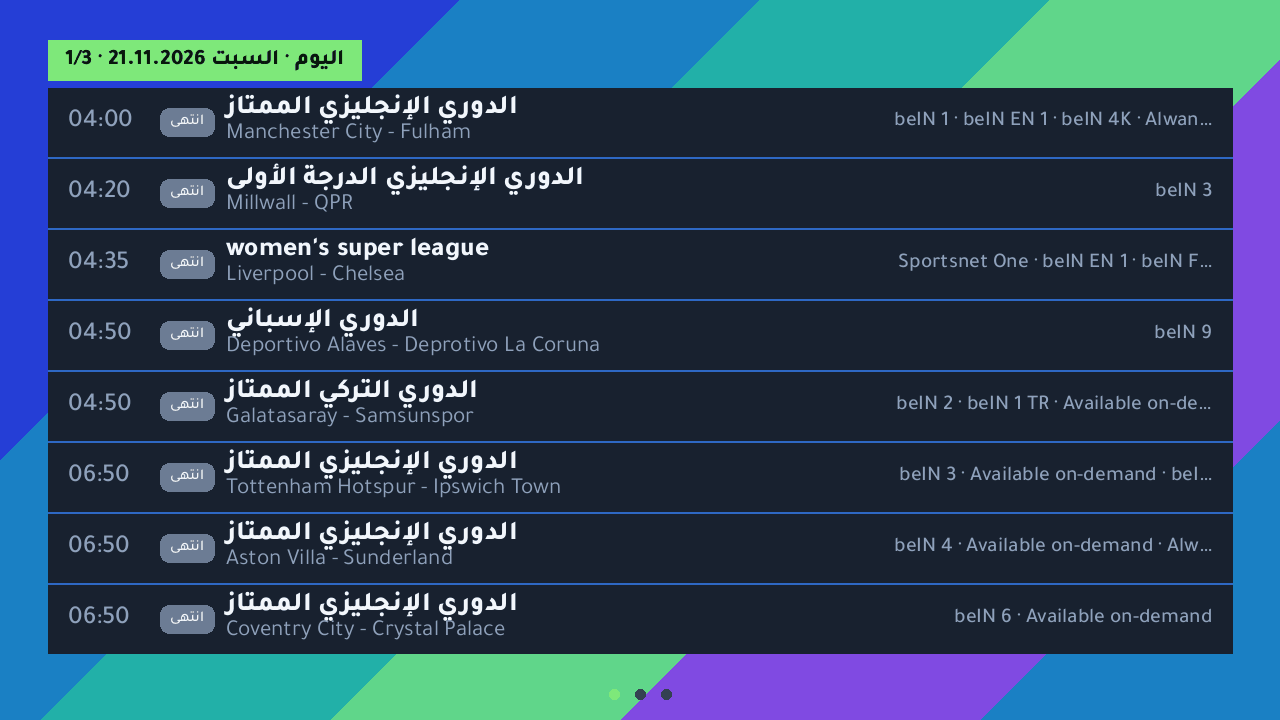 اليوم · السبت 21.11.2026 · 1/3
04:00 انتهى الدوري الإنجليزي الممتاز beIN 1 · beIN EN 1 · beIN 4K · Alwan…
Manchester City - Fulham
04:20 انتهى الدوري الإنجليزي الدرجة الأولى beIN 3
Millwall - QPR
04:35 انتهى women's super league Sportsnet One · beIN EN 1 · beIN F…
Liverpool - Chelsea
04:50 انتهى الدوري الإسباني beIN 9
Deportivo Alaves - Deprotivo La Coruna
04:50 انتهى الدوري التركي الممتاز beIN 2 · beIN 1 TR · Available on-de…
Galatasaray - Samsunspor
06:50 انتهى الدوري الإنجليزي الممتاز beIN 3 · Available on-demand · beI…
Tottenham Hotspur - Ipswich Town
06:50 انتهى الدوري الإنجليزي الممتاز beIN 4 · Available on-demand · Alw…
Aston Villa - Sunderland
06:50 انتهى الدوري الإنجليزي الممتاز beIN 6 · Available on-demand
Coventry City - Crystal Palace